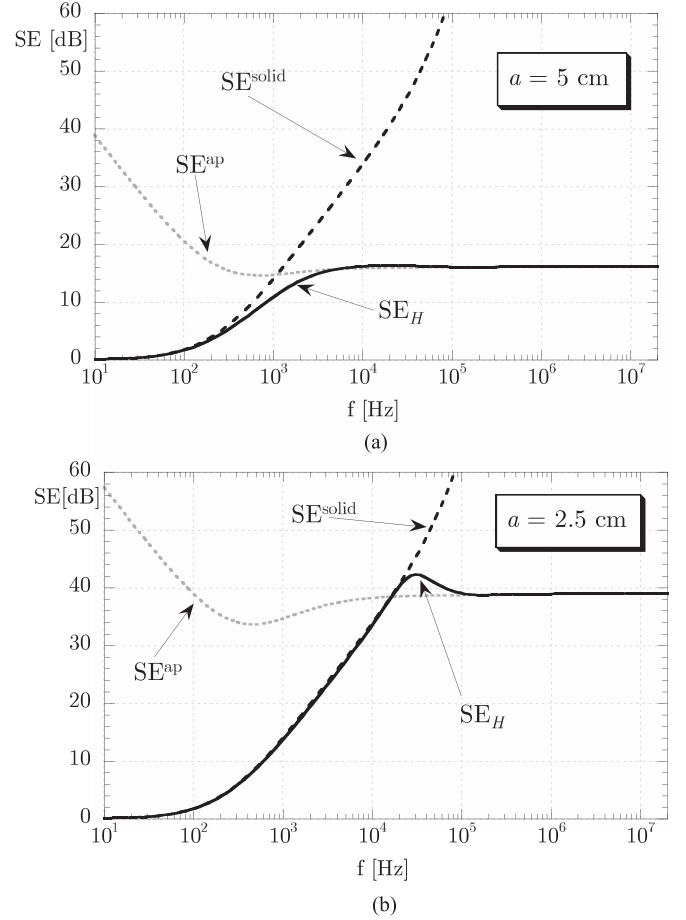 60
SE [dB]
50
40
30
20
10
0
SE^solid
a = 5 cm
SE^ap
SE_H
10^1 10^2 10^3 10^4 10^5 10^6 10^7
f [Hz]
(a)
60
SE[dB]
50
40
30
20
10
0
SE^solid
a = 2.5 cm
SE^ap
SE_H
10^1 10^2 10^3 10^4 10^5 10^6 10^7
f [Hz]
(b)